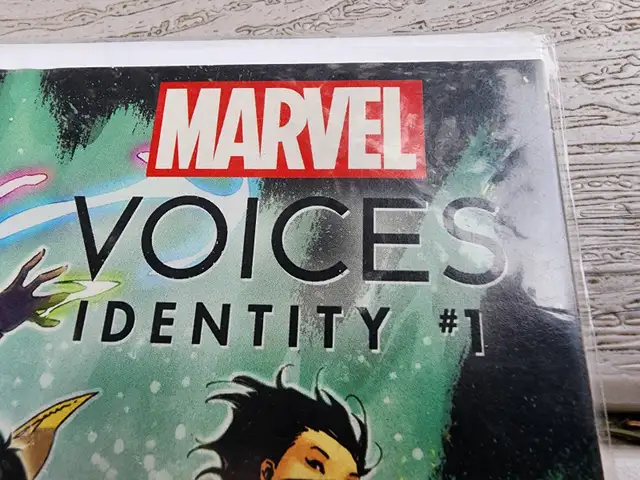 MARVEL
VOICES
IDENTITY #1